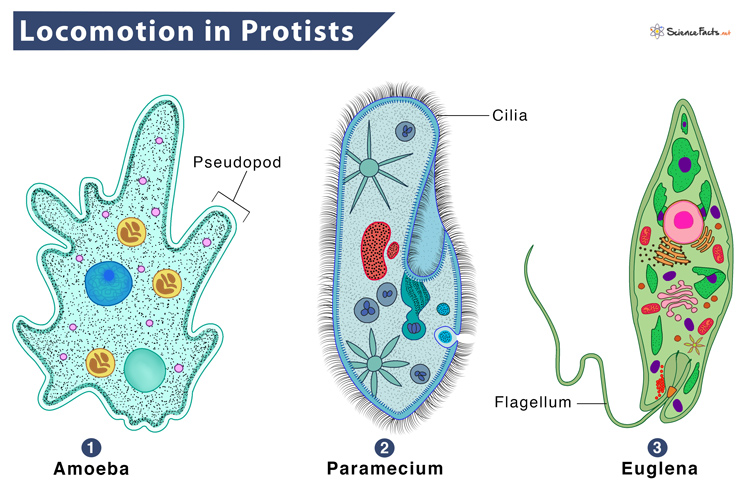 Locomotion in Protists
ScienceFacts.net
Pseudopod
Cilia
Flagellum
1
Amoeba
2
Paramecium
3
Euglena